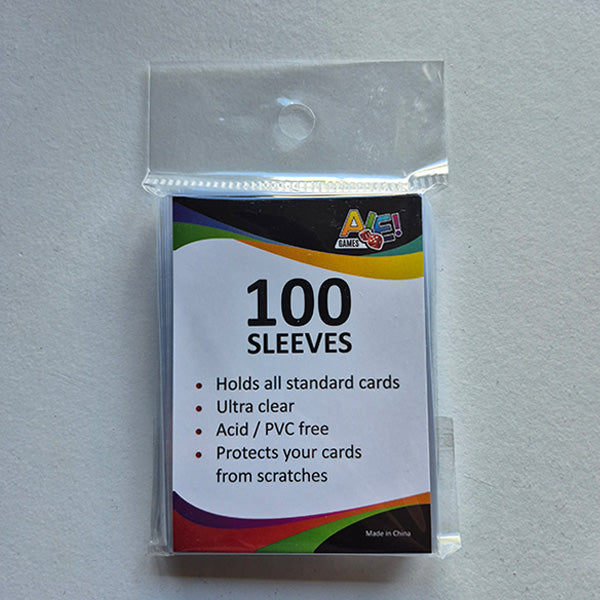 GAMES
100
SLEEVES
• Holds all standard cards
• Ultra clear
• Acid / PVC free
• Protects your cards
from scratches
Made in China